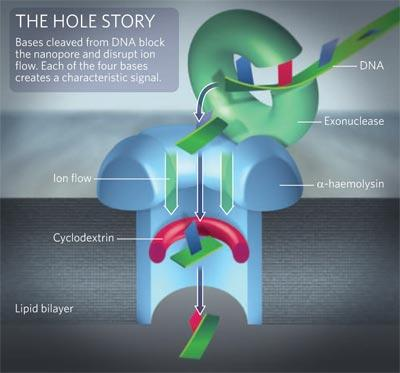 THE HOLE STORY
Bases cleaved from DNA block
the nanopore and disrupt ion
flow. Each of the four bases
creates a characteristic signal.
DNA
Exonuclease
Ion flow
α-haemolysin
Cyclodextrin
Lipid bilayer